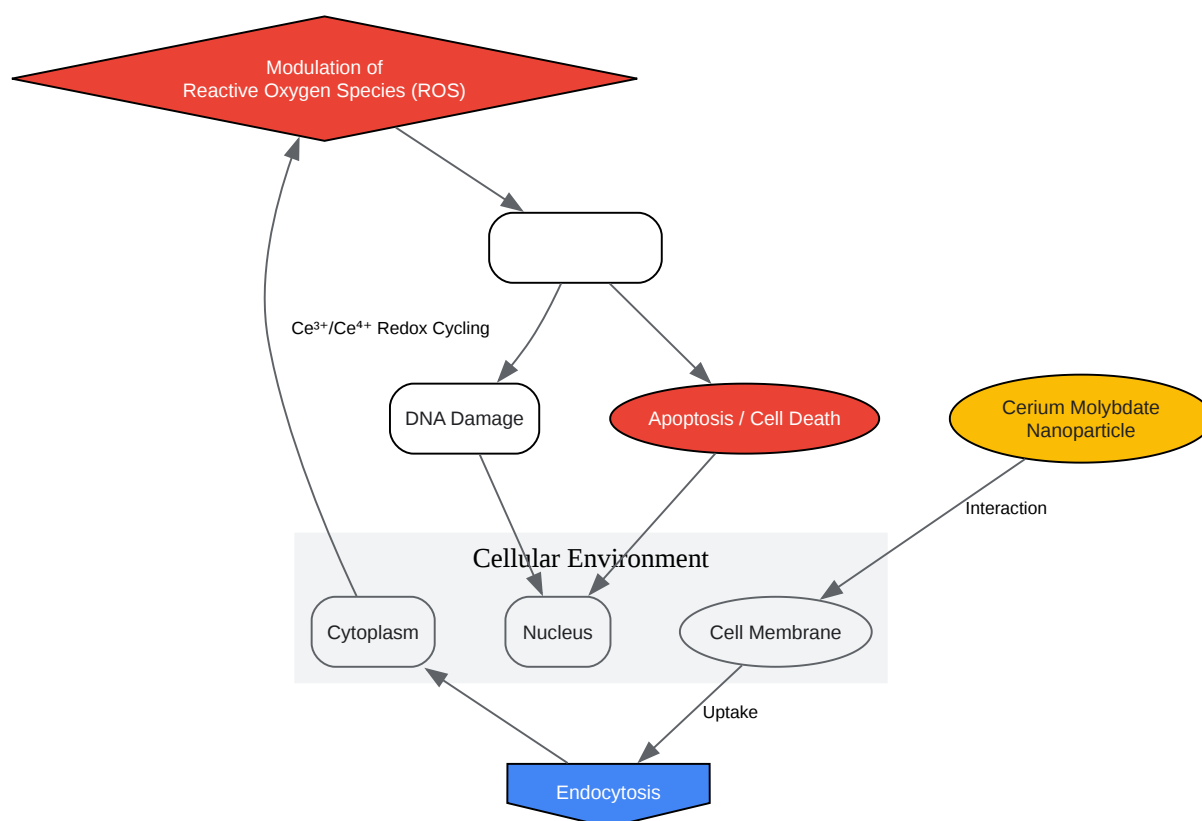 Modulation of
Reactive Oxygen Species (ROS)
Ce³⁺/Ce⁴⁺ Redox Cycling
DNA Damage
Apoptosis / Cell Death
Cerium Molybdate
Nanoparticle
Interaction
Cellular Environment
Cytoplasm
Nucleus
Cell Membrane
Uptake
Endocytosis